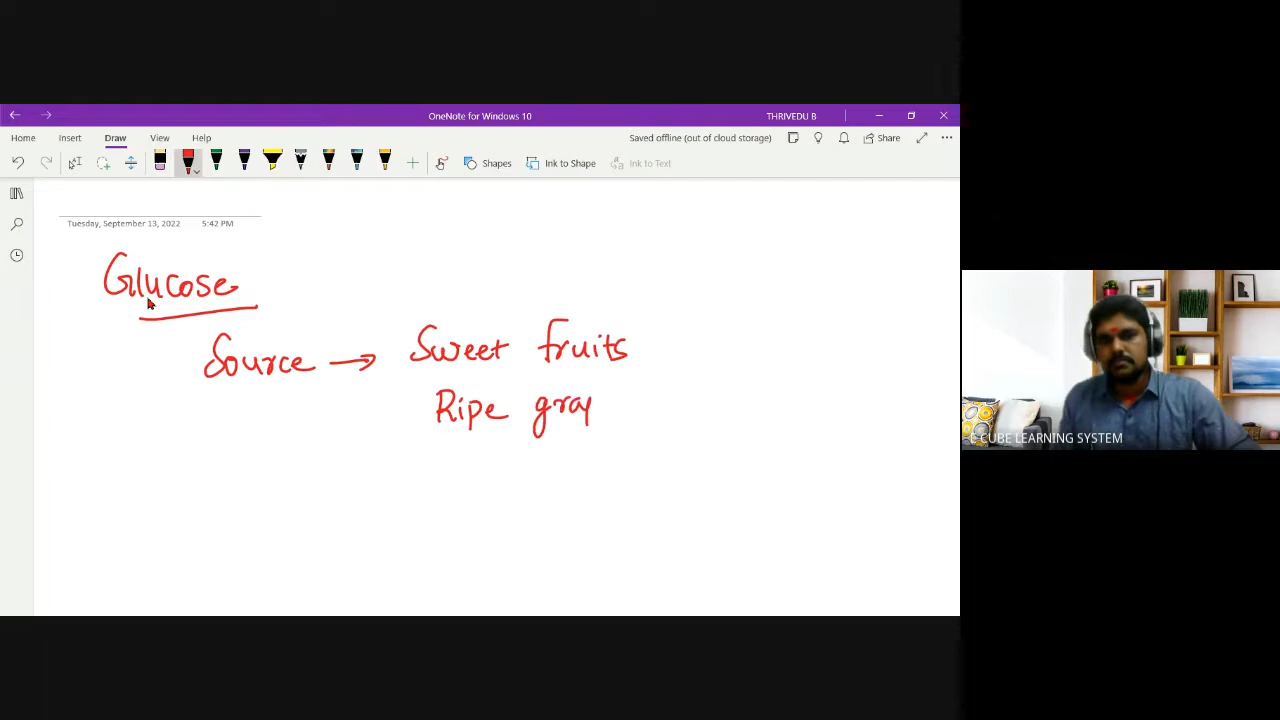 OneNote for Windows 10
THRIVEDU B
Home Insert Draw View Help
Saved offline (out of cloud storage)
Share
Shapes Ink to Shape Ink to Text
Tuesday, September 13, 2022 5:42 PM
Glucose
Source → Sweet fruits
Ripe grap
C CUBE LEARNING SYSTEM